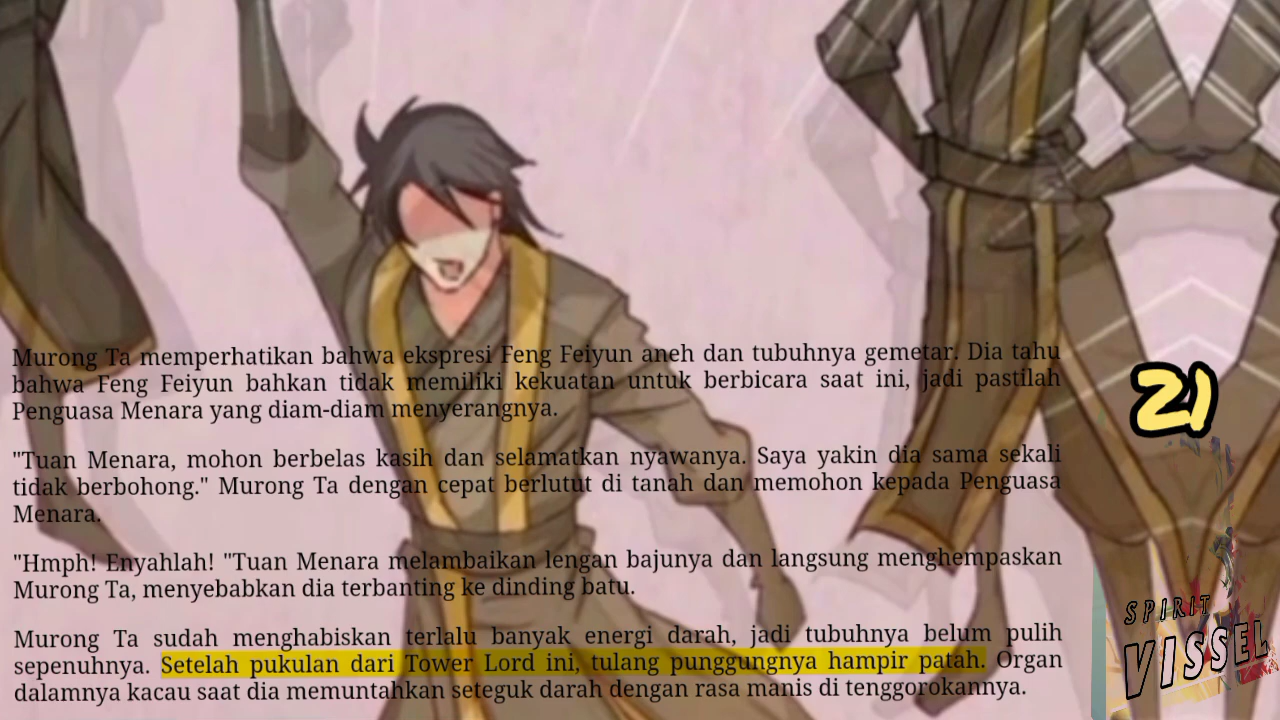 Murong Ta memperhatikan bahwa ekspresi Feng Feiyun aneh dan tubuhnya gemetar. Dia tahu
bahwa Feng Feiyun bahkan tidak memiliki kekuatan untuk berbicara saat ini, jadi pastilah
Penguasa Menara yang diam-diam menyerangnya.
"Tuan Menara, mohon berbelas kasih dan selamatkan nyawanya. Saya yakin dia sama sekali
tidak berbohong." Murong Ta dengan cepat berlutut di tanah dan memohon kepada Penguasa
Menara.
"Hmph! Enyahlah! "Tuan Menara melambaikan lengan bajunya dan langsung menghempaskan
Murong Ta, menyebabkan dia terbanting ke dinding batu.
Murong Ta sudah menghabiskan terlalu banyak energi darah, jadi tubuhnya belum pulih
sepenuhnya. Setelah pukulan dari Tower Lord ini, tulang punggungnya hampir patah. Organ
dalamnya kacau saat dia memuntahkan seteguk darah dengan rasa manis di tenggorokannya.
21
SPIRIT
VISSEL